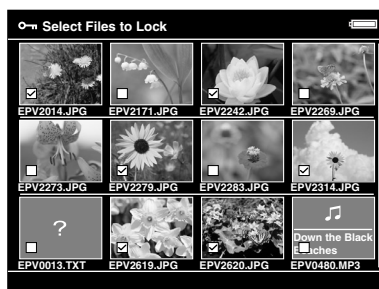 Select Files to Lock
EPV2014.JPG EPV2171.JPG EPV2242.JPG EPV2269.JPG
EPV2273.JPG EPV2279.JPG EPV2283.JPG EPV2314.JPG
?
Down the Black
Beaches
EPV0013.TXT EPV2619.JPG EPV2620.JPG EPV0480.MP3